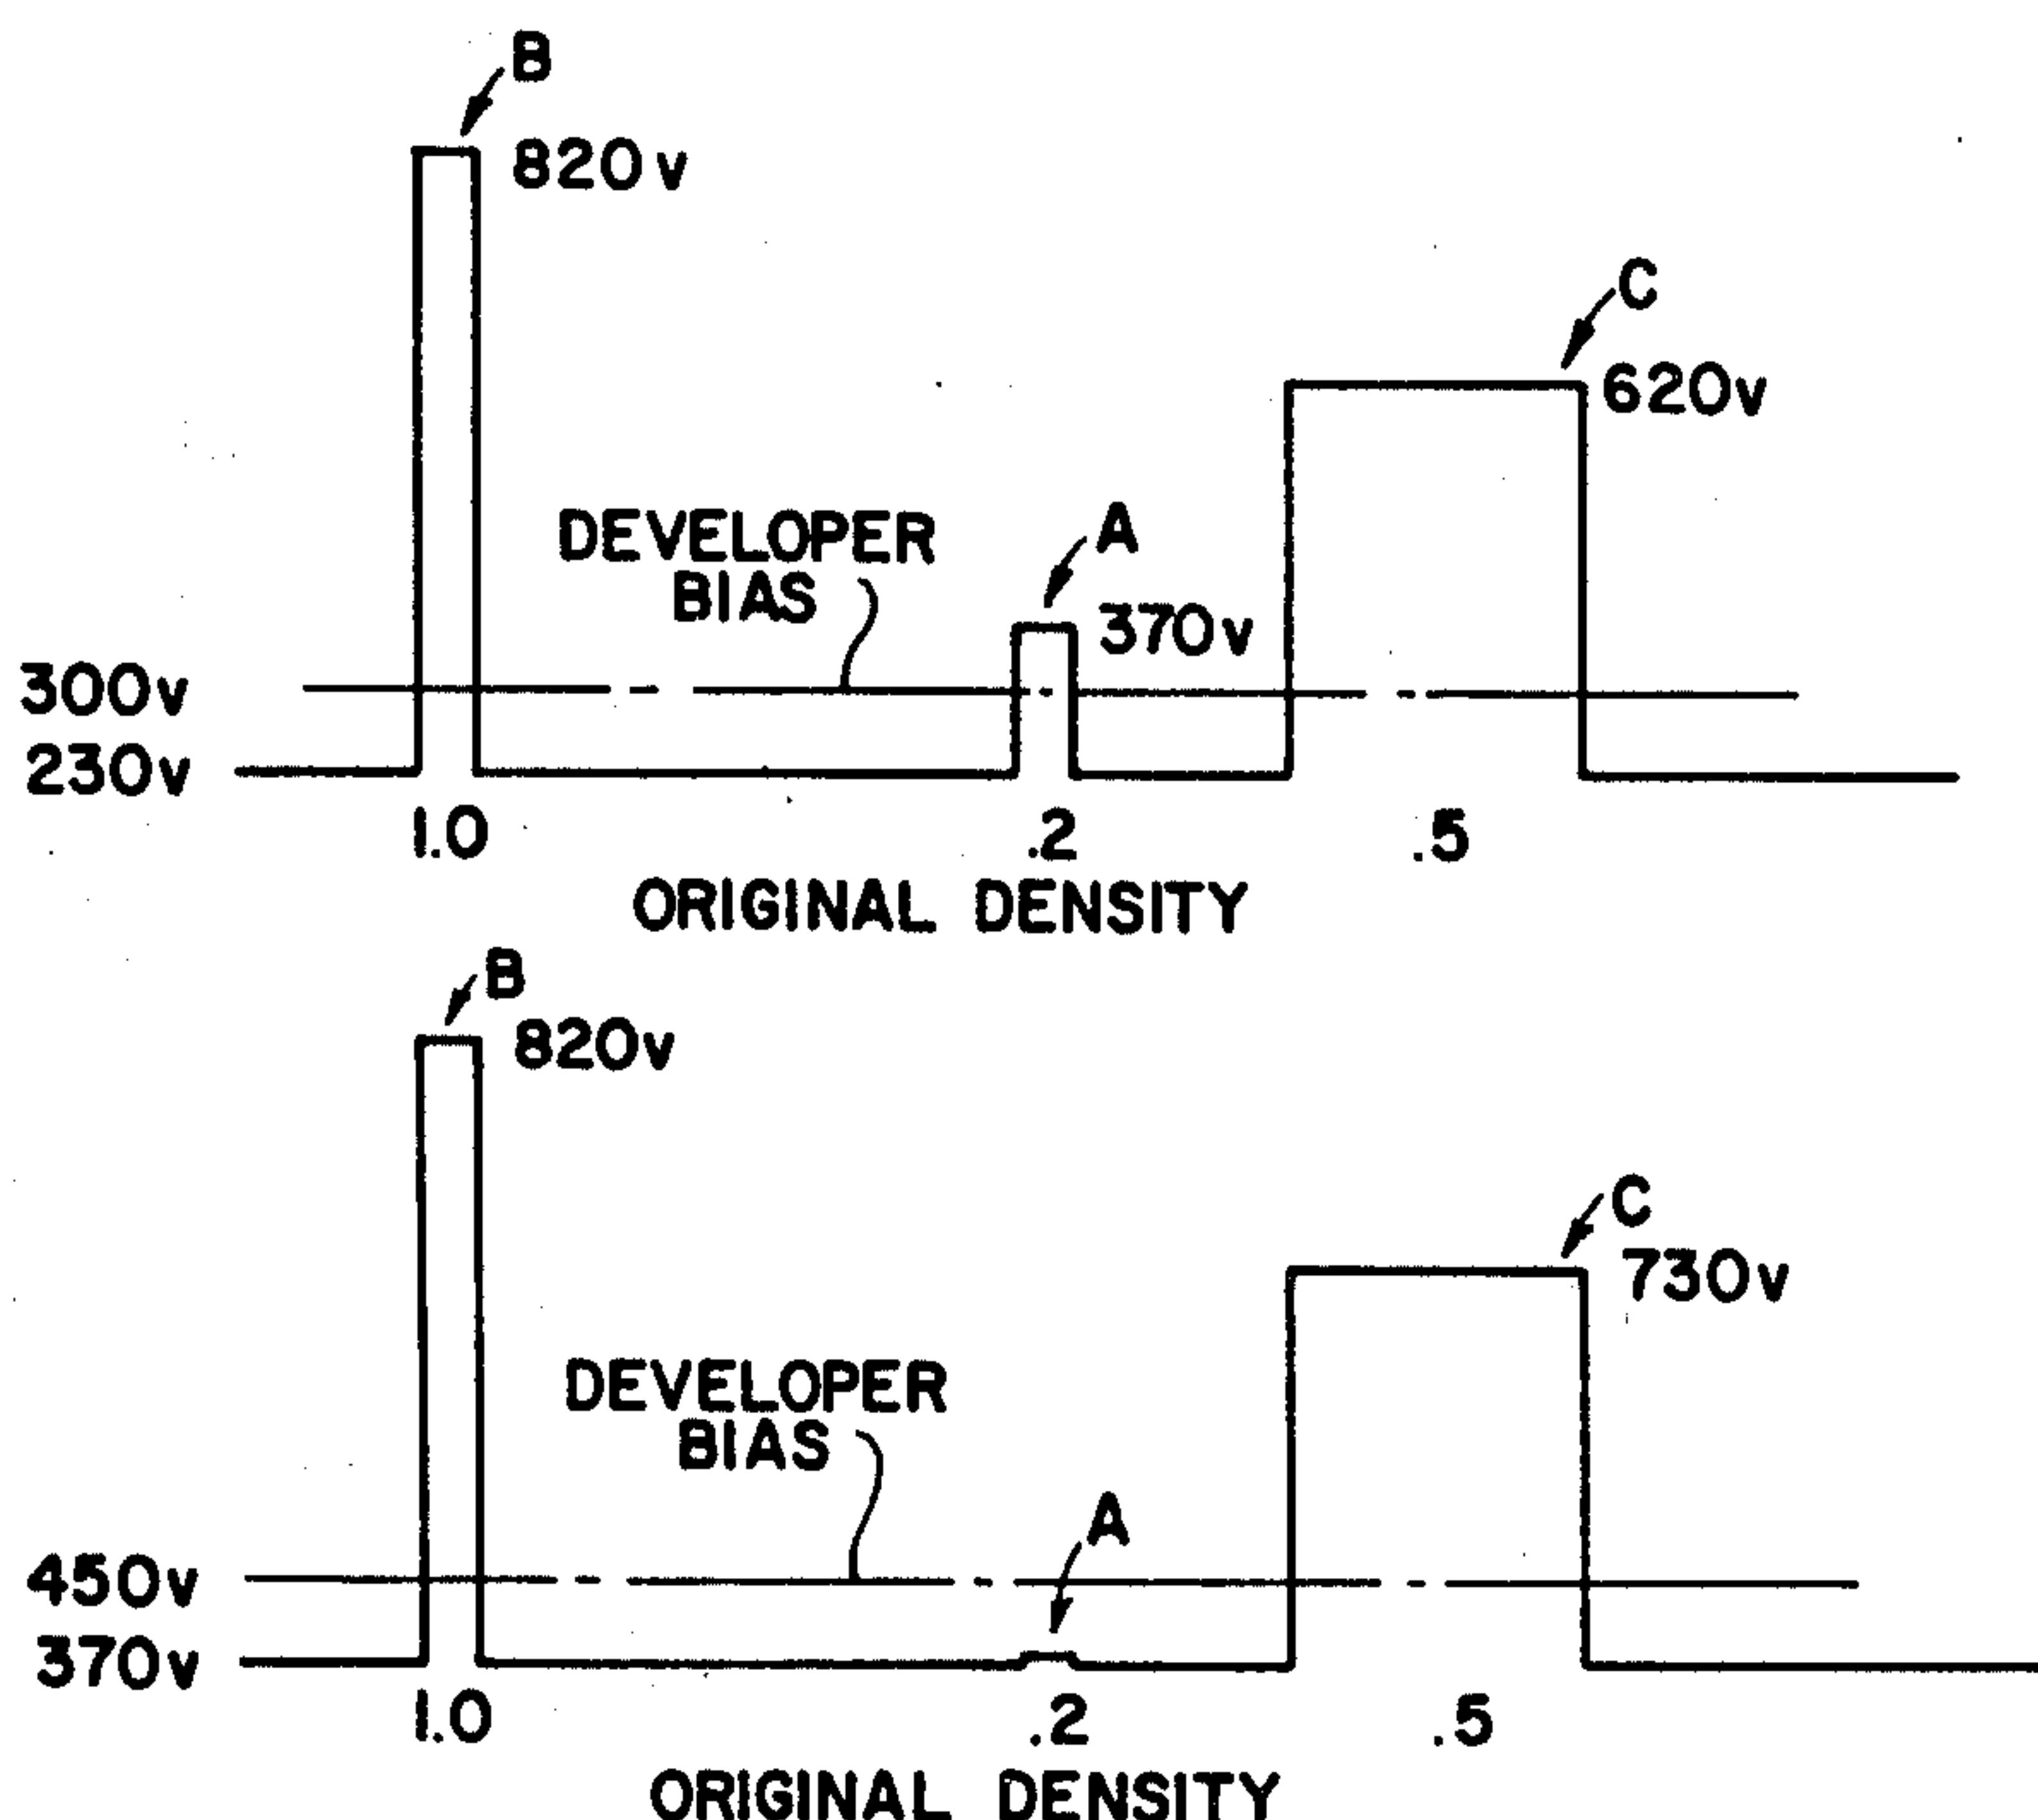 B
820v
C
620v
DEVELOPER
BIAS
A
370v
300v
230v
1.0 .2 .5
ORIGINAL DENSITY
B
820v
C
730v
DEVELOPER
BIAS
A
450v
370v
1.0 .2 .5
ORIGINAL DENSITY